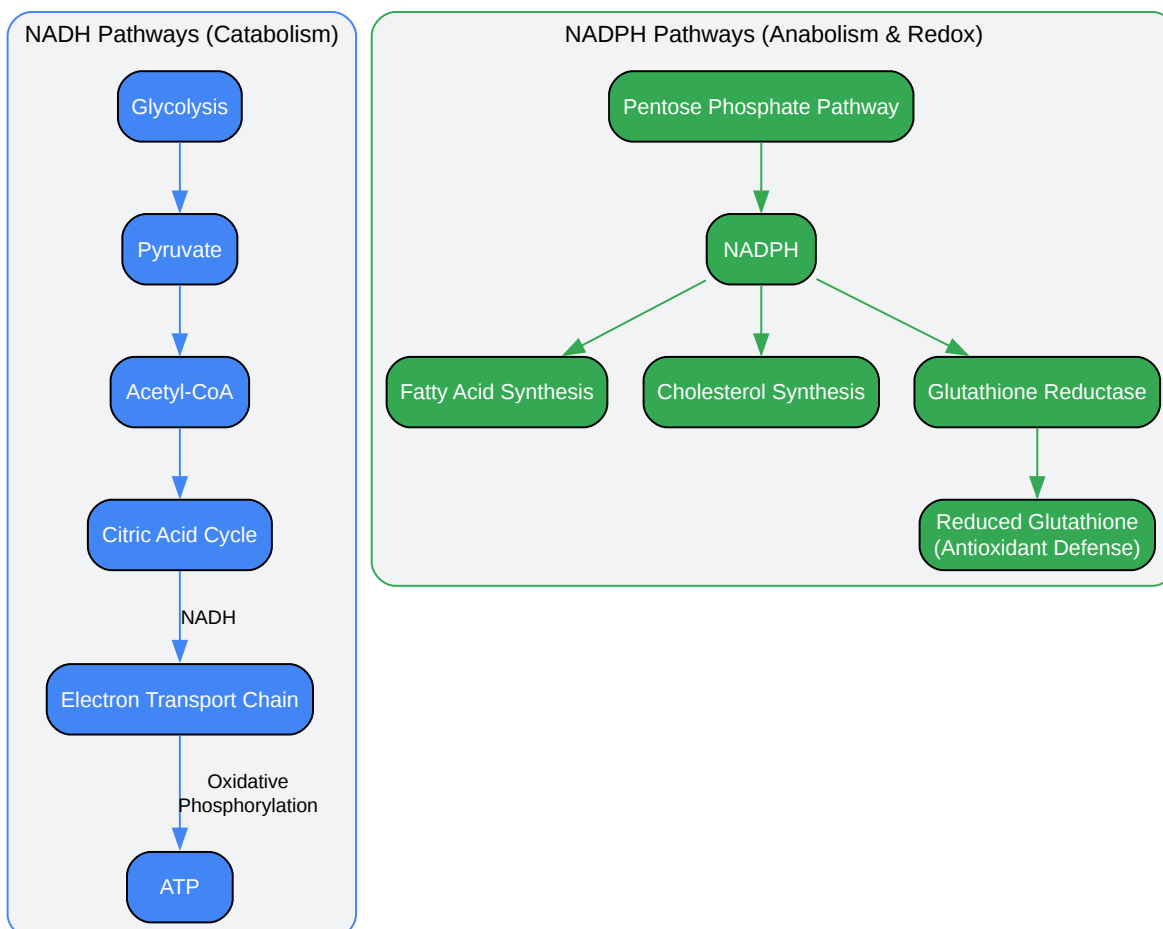 NADH Pathways (Catabolism)
Glycolysis
Pyruvate
Acetyl-CoA
Citric Acid Cycle
NADH
Electron Transport Chain
Oxidative
Phosphorylation
ATP
NADPH Pathways (Anabolism & Redox)
Pentose Phosphate Pathway
NADPH
Fatty Acid Synthesis
Cholesterol Synthesis
Glutathione Reductase
Reduced Glutathione
(Antioxidant Defense)